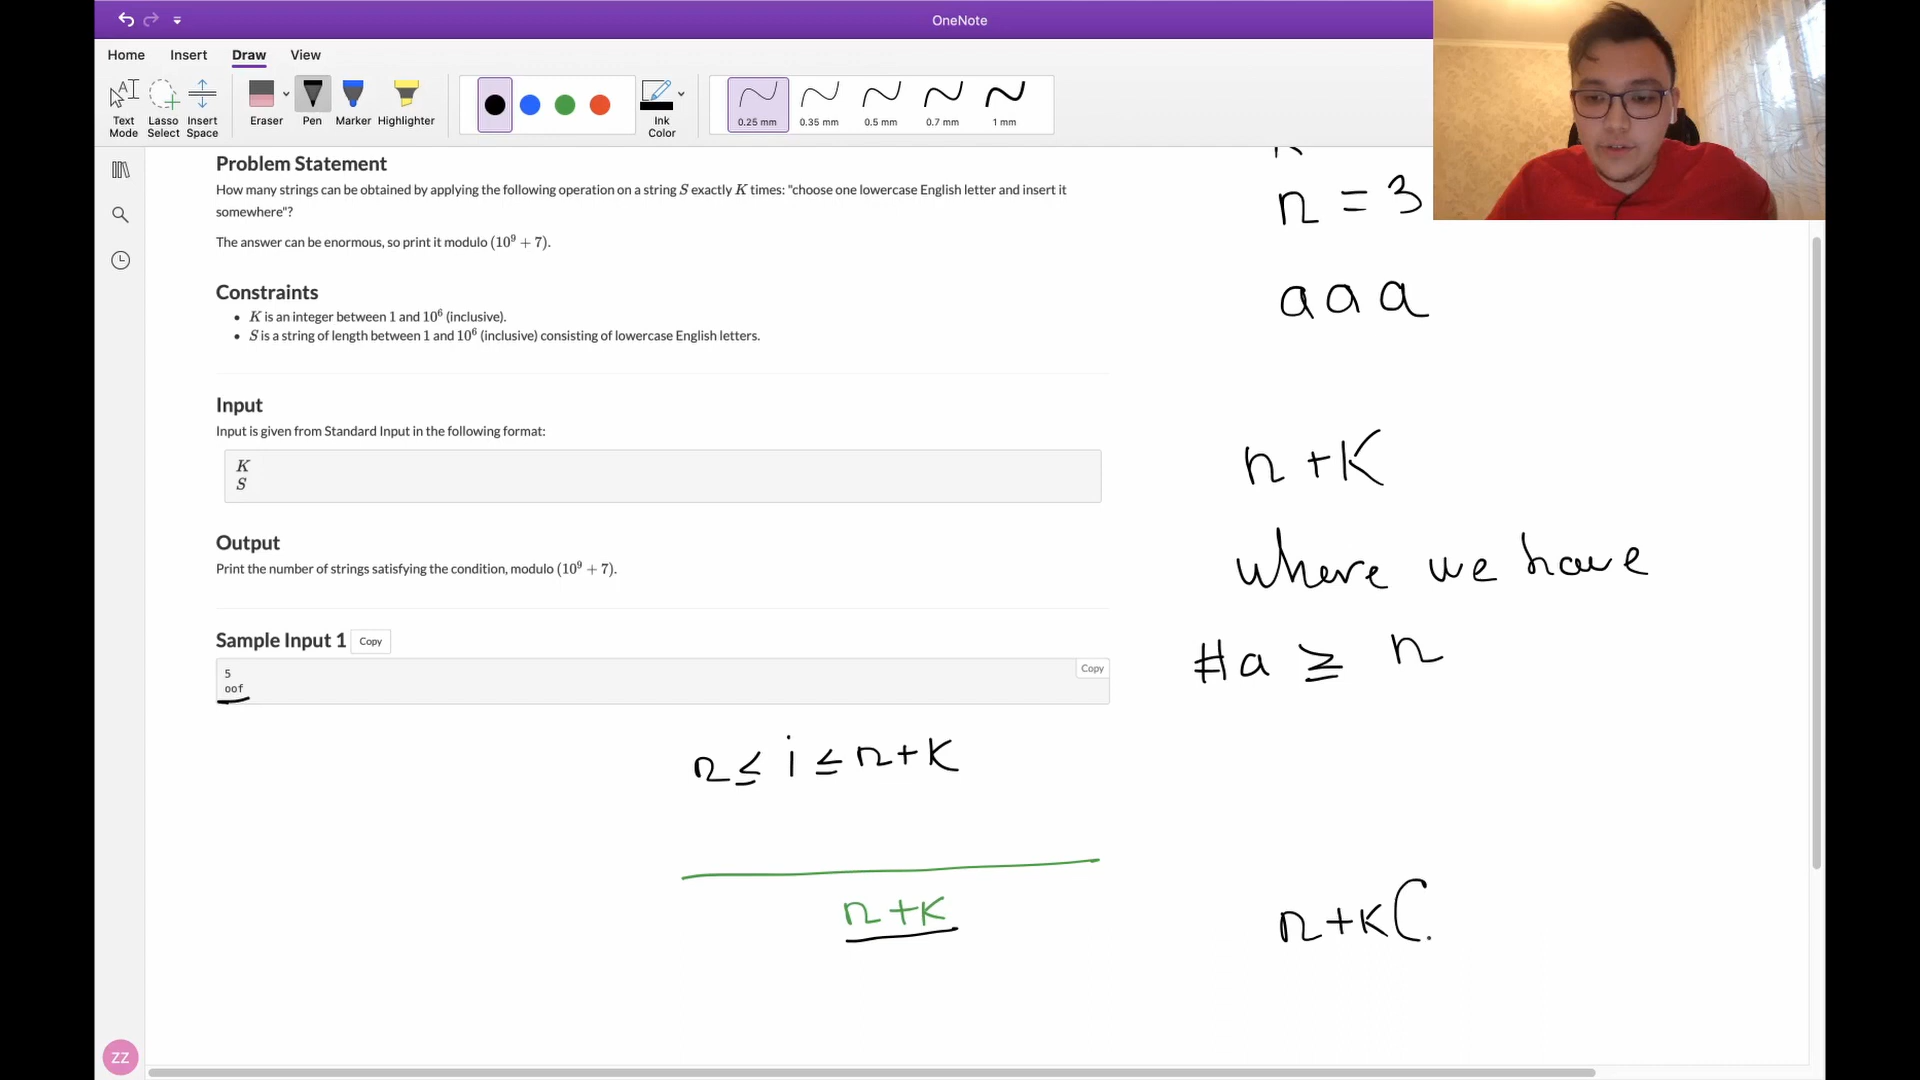 OneNote
Home Insert Draw View
Text Mode
Lasso Select
Insert Space
Eraser
Pen
Marker
Highlighter
Ink Color
0.25 mm
0.35 mm
0.5 mm
0.7 mm
1 mm
Problem Statement
How many strings can be obtained by applying the following operation on a string S exactly K times: "choose one lowercase English letter and insert it
somewhere"?
The answer can be enormous, so print it modulo (10⁹ + 7).
Constraints
• K is an integer between 1 and 10⁶ (inclusive).
• S is a string of length between 1 and 10⁶ (inclusive) consisting of lowercase English letters.
Input
Input is given from Standard Input in the following format:
K
S
Output
Print the number of strings satisfying the condition, modulo (10⁹ + 7).
Sample Input 1 Copy
Copy
5
oof
n ≤ i ≤ n+K
n+K
n = 3
a a a
n + K
where we have
#a ≥ n
n+K C
ZZ